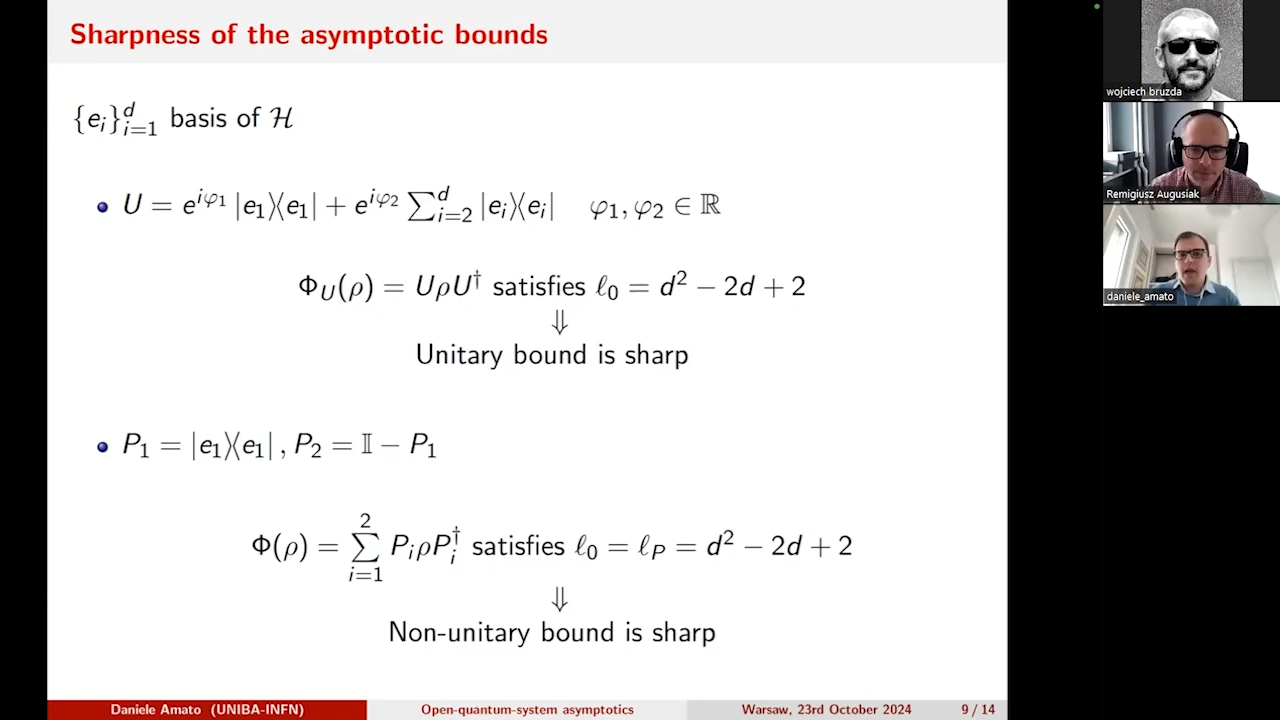 Sharpness of the asymptotic bounds
{e_i}_{i=1}^d basis of ℋ
U = e^{iφ_1} |e_1⟩⟨e_1| + e^{iφ_2} ∑_{i=2}^d |e_i⟩⟨e_i| φ_1, φ_2 ∈ ℝ
Φ_U(ρ) = UρU^† satisfies ℓ_0 = d^2 − 2d + 2
⇓
Unitary bound is sharp
P_1 = |e_1⟩⟨e_1| , P_2 = 𝕀 − P_1
Φ(ρ) = ∑_{i=1}^2 P_i ρ P_i^† satisfies ℓ_0 = ℓ_P = d^2 − 2d + 2
⇓
Non-unitary bound is sharp
Daniele Amato (UNIBA-INFN) Open-quantum-system asymptotics Warsaw, 23rd October 2024 9 / 14
wojciech bruzda
Remigiusz Augusiak
daniele_amato